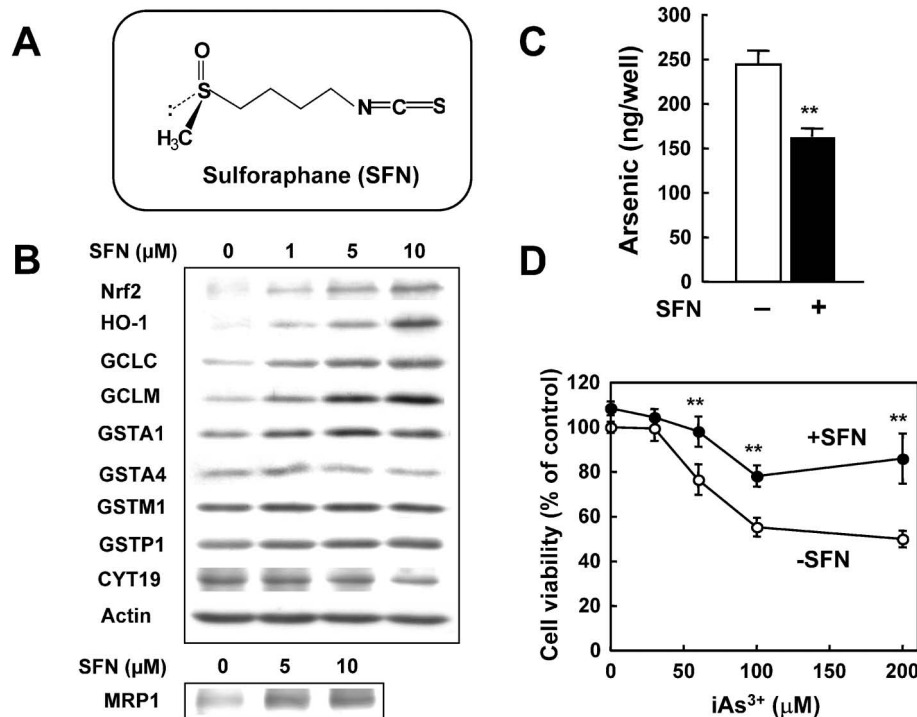 A
O
S
H₃C
N=C=S
Sulforaphane (SFN)
B
SFN (μM) 0 1 5 10
Nrf2
HO-1
GCLC
GCLM
GSTA1
GSTA4
GSTM1
GSTP1
CYT19
Actin
SFN (μM) 0 5 10
MRP1
C
Arsenic (ng/well)
300
250
200
150
100
50
0
**
SFN – +
D
Cell viability (% of control)
120
100
80
60
40
20
0
** ** **
+SFN
-SFN
0 50 100 150 200
iAs³⁺ (μM)